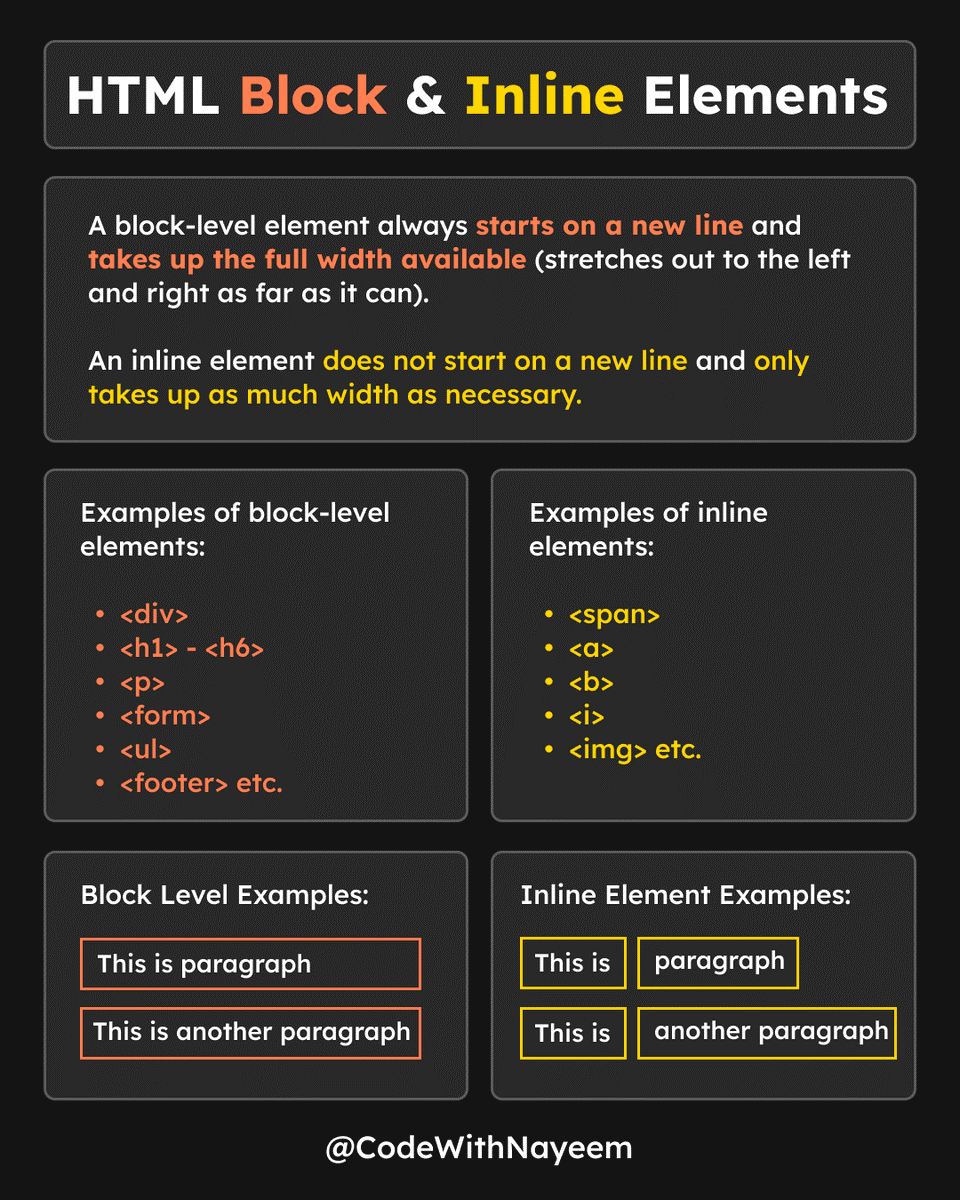 HTML Block & Inline Elements
A block-level element always starts on a new line and
takes up the full width available (stretches out to the left
and right as far as it can).
An inline element does not start on a new line and only
takes up as much width as necessary.
Examples of block-level
elements:
• <div>
• <h1> - <h6>
• <p>
• <form>
• <ul>
• <footer> etc.
Examples of inline
elements:
• <span>
• <a>
• <b>
• <i>
• <img> etc.
Block Level Examples:
This is paragraph
This is another paragraph
Inline Element Examples:
This is paragraph
This is another paragraph
@CodeWithNayeem